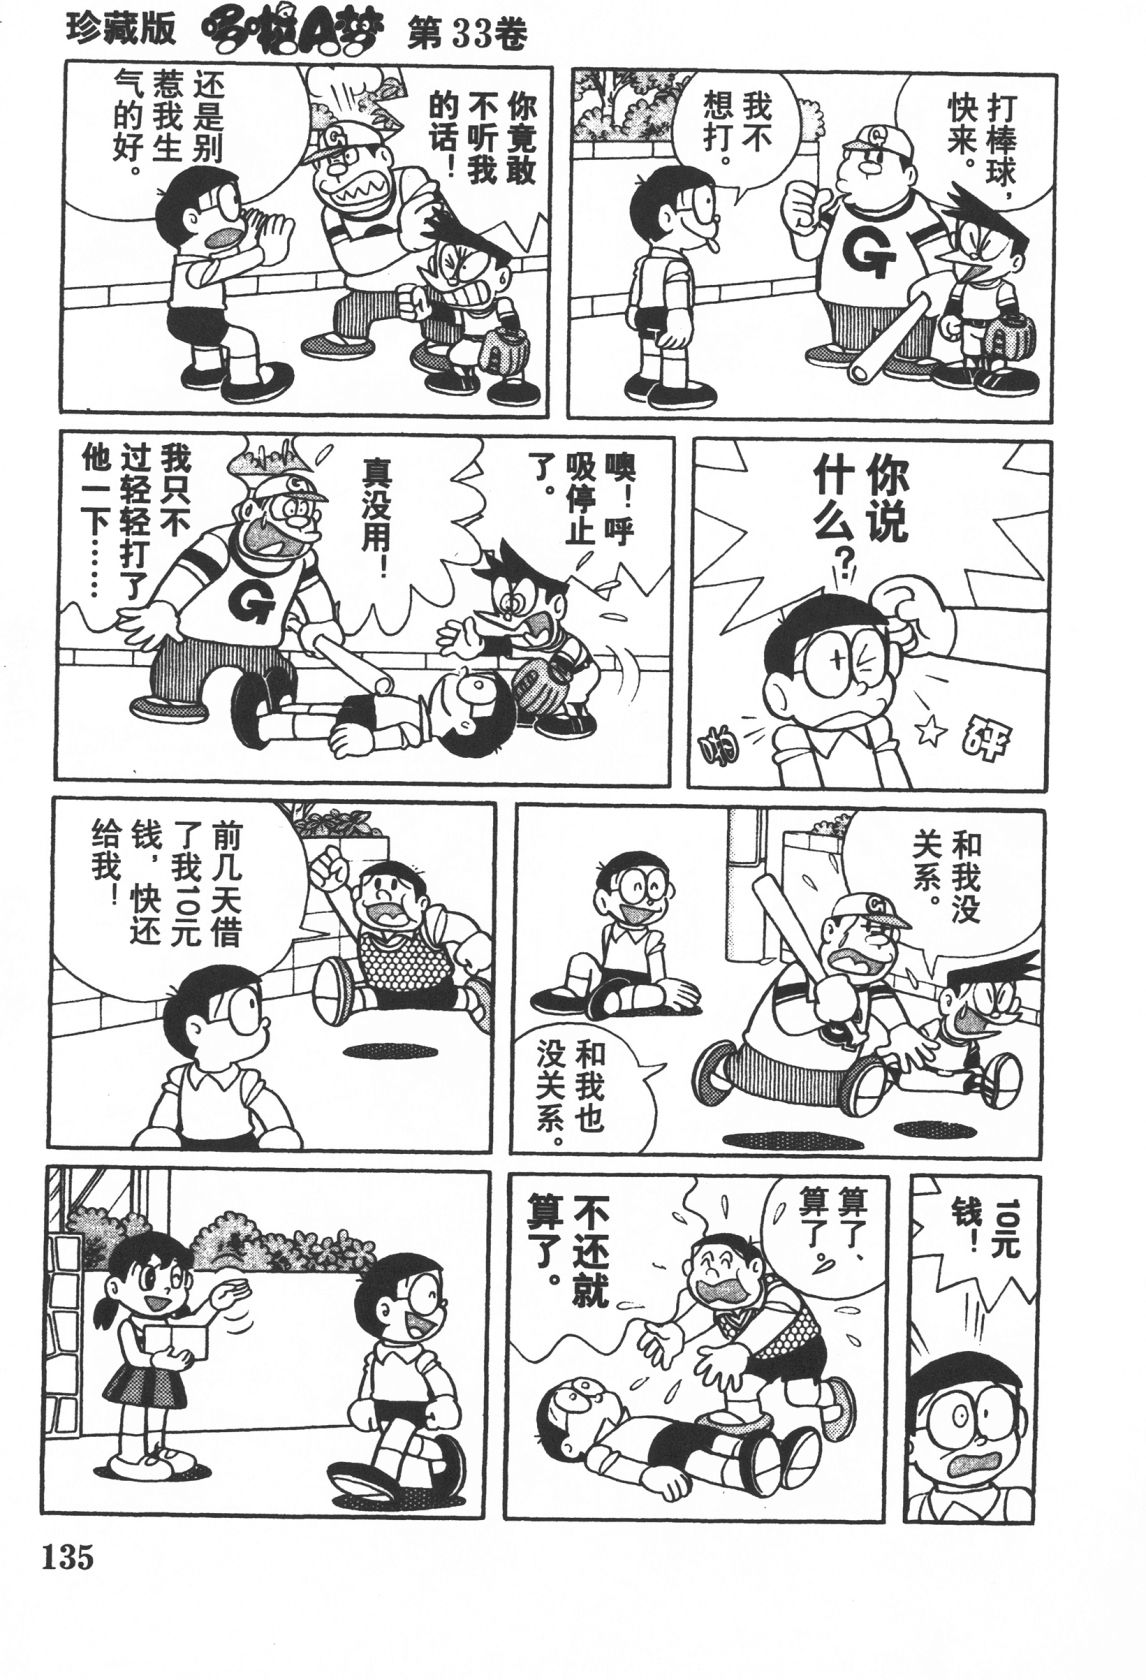 珍藏版 哆啦A梦 第33卷
打棒球，
快来。
我不
想打。
你竟敢
不听我
的话！
还是别
惹我生
气的好。
你说
什么？
啪
砰
噢！呼
吸停止
了。
真没用！
我只不
过轻轻打了
他一下……
和我没
关系。
和我也
没关系。
前几天借
了我10元
钱，快还
给我！
10元
钱！
算了、
算了。
不还就
算了。
135